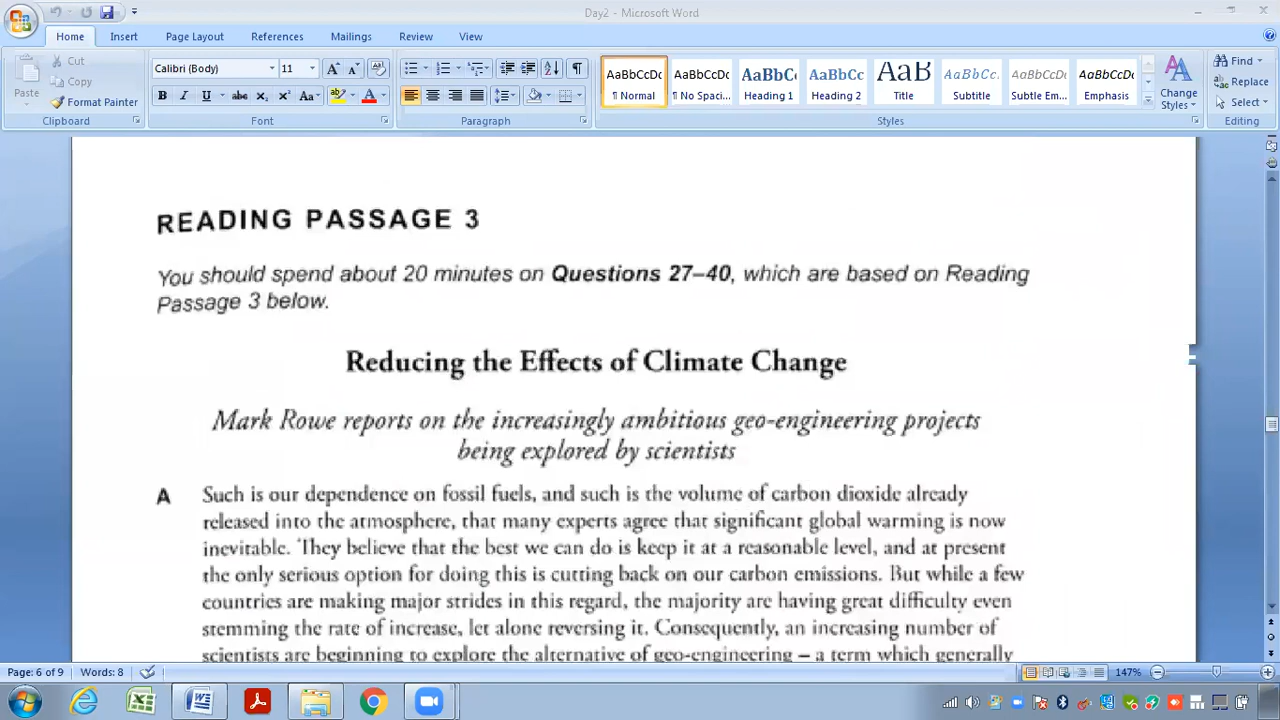 Day2 - Microsoft Word
Home Insert Page Layout References Mailings Review View
Paste
Cut
Copy
Format Painter
Clipboard
Calibri (Body) 11
Font
Paragraph
AaBbCcDc AaBbCcDc AaBbC AaBbCc AaB AaBbCc. AaBbCcDc AaBbCcDc
¶ Normal ¶ No Spaci... Heading 1 Heading 2 Title Subtitle Subtle Em... Emphasis
Change
Styles
Styles
Find
Replace
Select
Editing
READING PASSAGE 3
You should spend about 20 minutes on Questions 27–40, which are based on Reading
Passage 3 below.
Reducing the Effects of Climate Change
Mark Rowe reports on the increasingly ambitious geo-engineering projects
being explored by scientists
A Such is our dependence on fossil fuels, and such is the volume of carbon dioxide already
released into the atmosphere, that many experts agree that significant global warming is now
inevitable. They believe that the best we can do is keep it at a reasonable level, and at present
the only serious option for doing this is cutting back on our carbon emissions. But while a few
countries are making major strides in this regard, the majority are having great difficulty even
stemming the rate of increase, let alone reversing it. Consequently, an increasing number of
scientists are beginning to explore the alternative of geo-engineering – a term which generally
Page: 6 of 9 Words: 8 147%